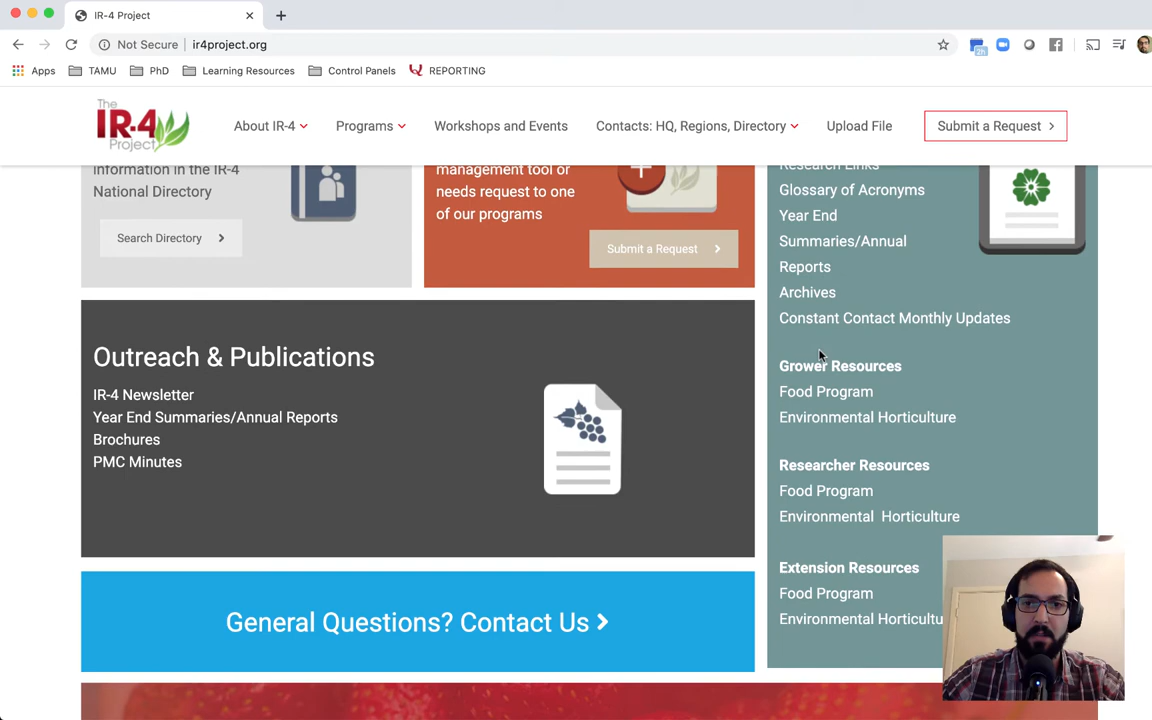 IR-4 Project
Not Secure
ir4project.org
2h
Apps
TAMU
PhD
Learning Resources
Control Panels
REPORTING
The
IR-4
Project
About IR-4
Programs
Workshops and Events
Contacts: HQ, Regions, Directory
Upload File
Submit a Request
information in the IR-4
National Directory
Search Directory
management tool or
needs request to one
of our programs
Submit a Request
Research Links
Glossary of Acronyms
Year End
Summaries/Annual
Reports
Archives
Constant Contact Monthly Updates
Grower Resources
Food Program
Environmental Horticulture
Researcher Resources
Food Program
Environmental  Horticulture
Extension Resources
Food Program
Environmental Horticultu
Outreach & Publications
IR-4 Newsletter
Year End Summaries/Annual Reports
Brochures
PMC Minutes
General Questions? Contact Us